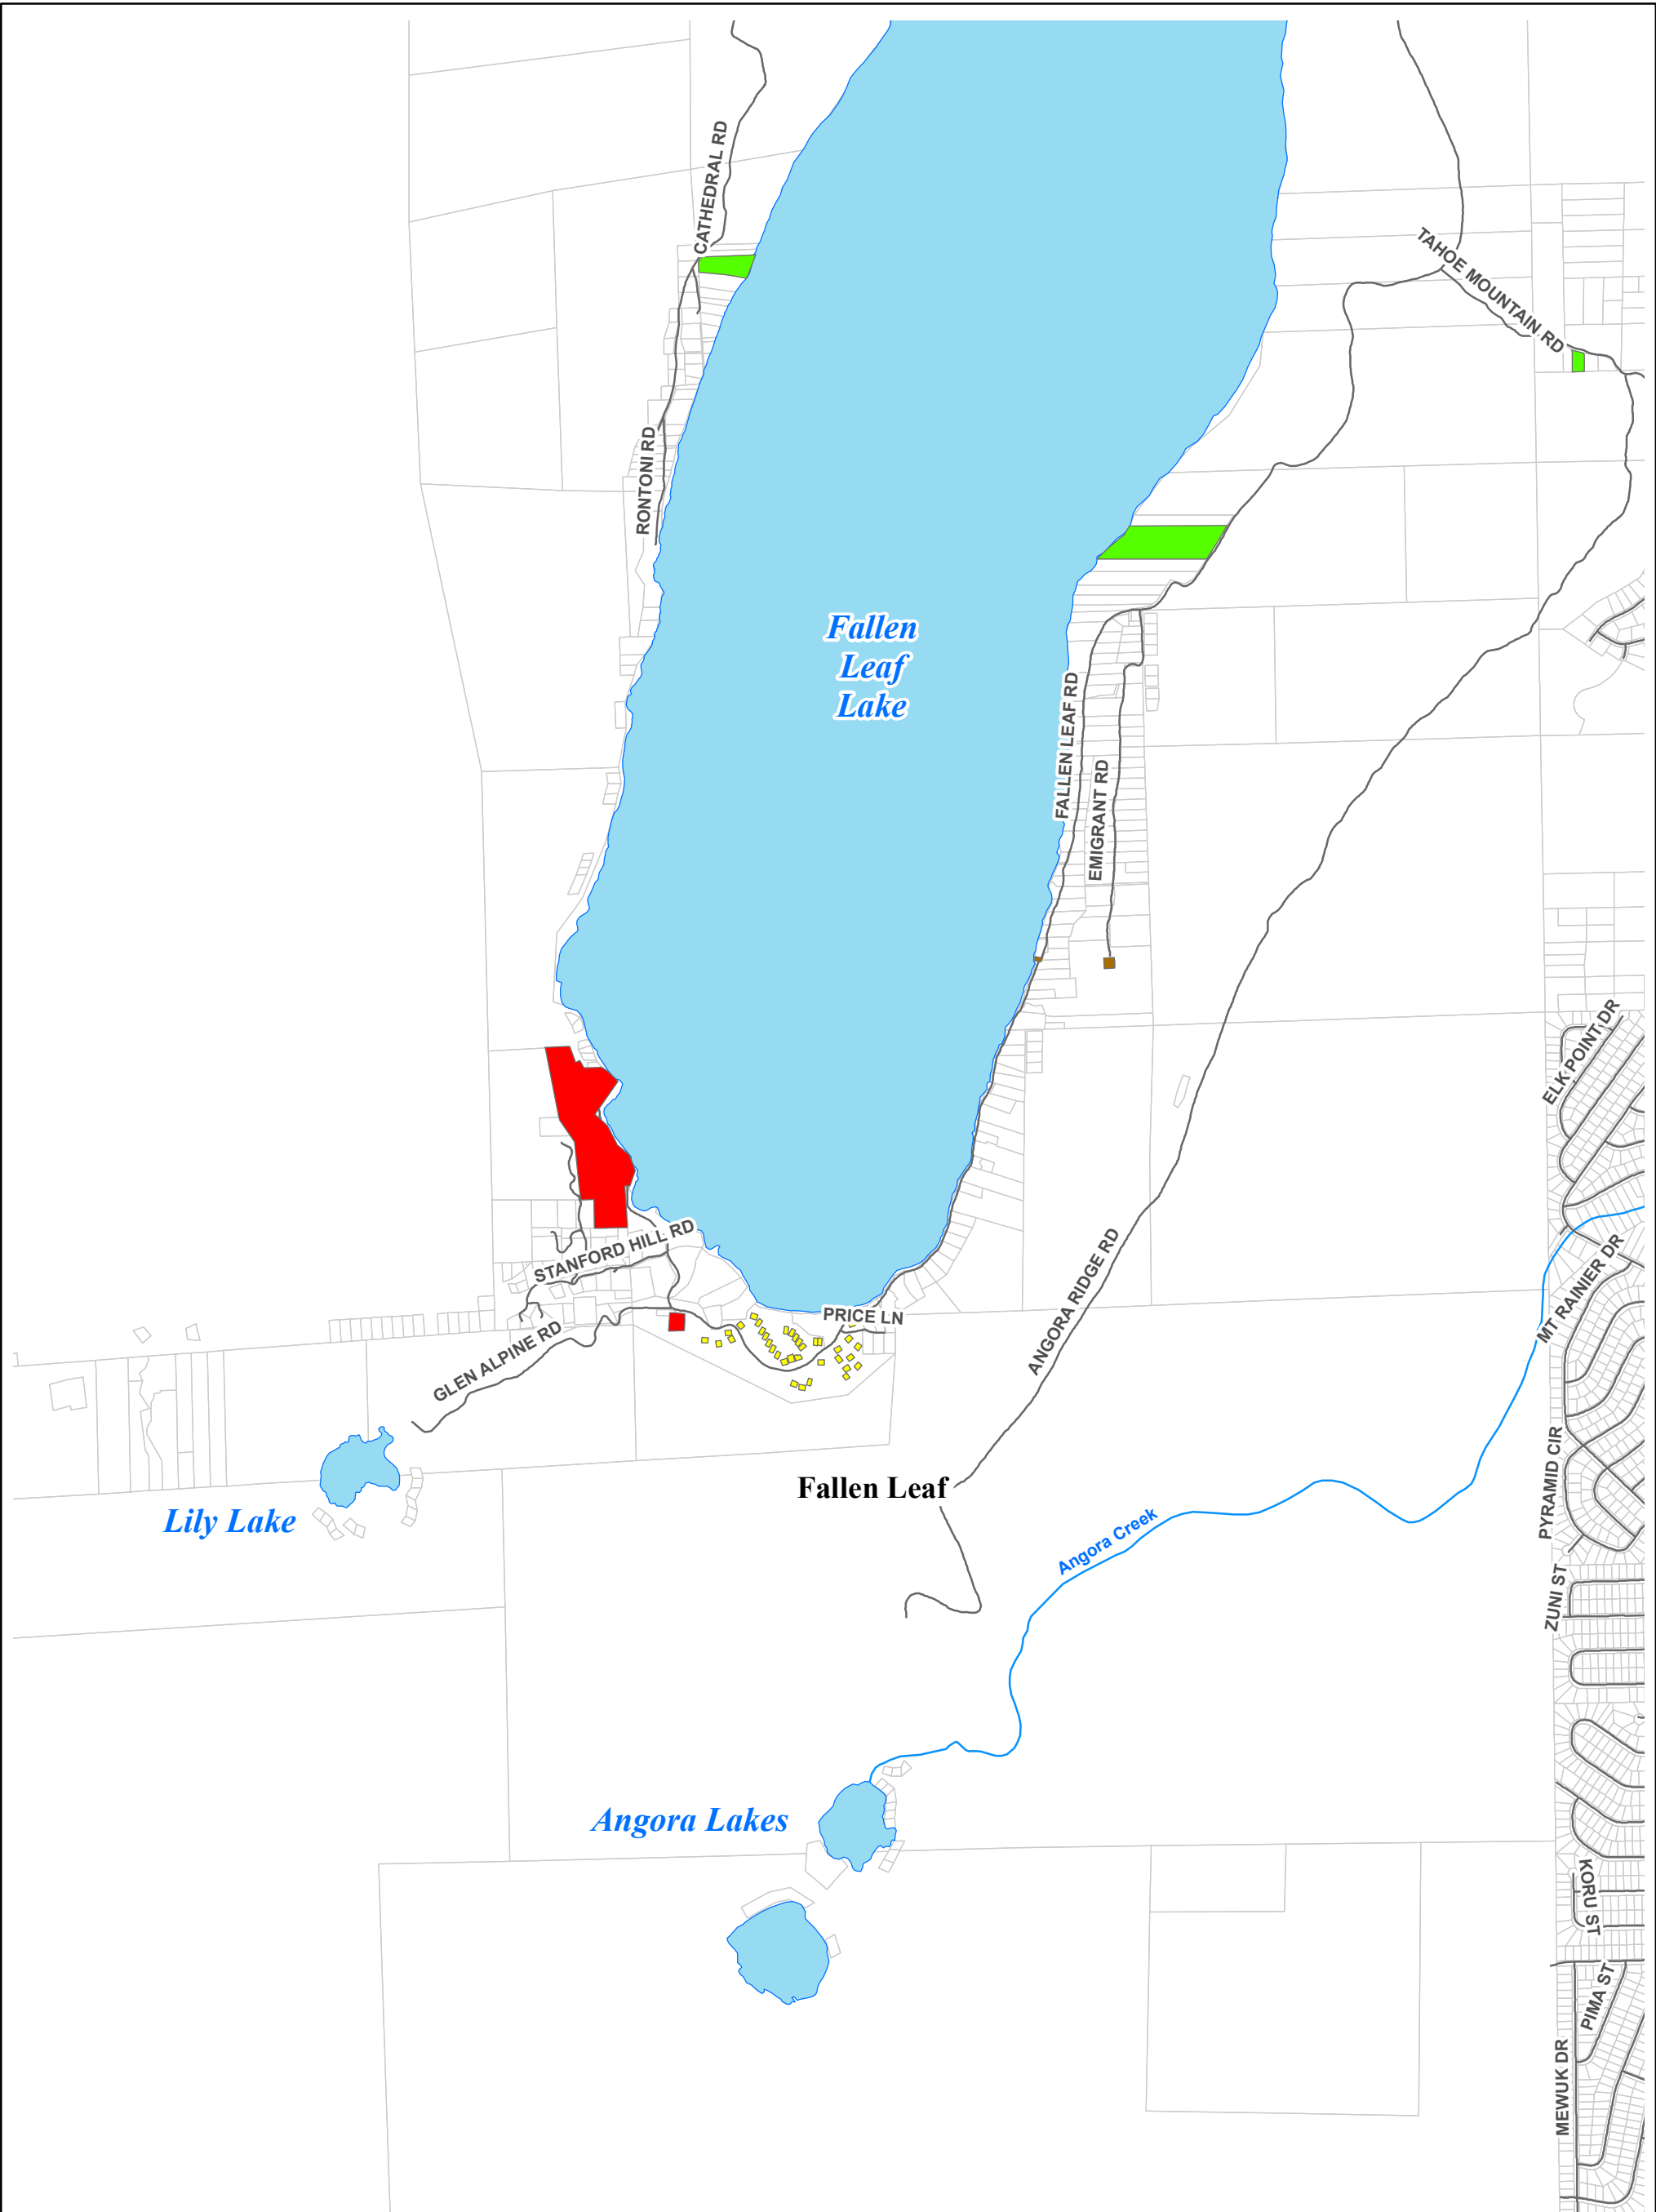 CATHEDRAL RD
TAHOE MOUNTAIN RD
RONTONI RD
Fallen
Leaf
Lake
FALLEN LEAF RD
EMIGRANT RD
ELK POINT DR
STANFORD HILL RD
MT RAINIER DR
PRICE LN
ANGORA RIDGE RD
GLEN ALPINE RD
PYRAMID CIR
Fallen Leaf
Lily Lake
Angora Creek
ZUNI ST
Angora Lakes
KORU ST
PIMA ST
MEWUK DR